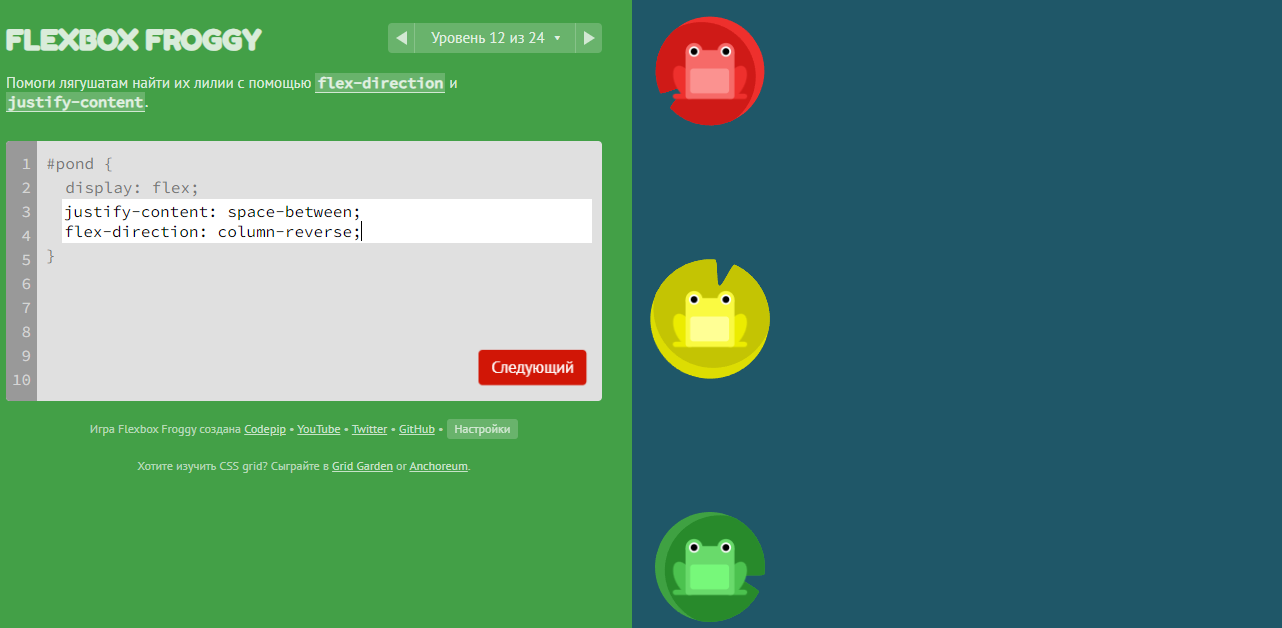 FLEXBOX FROGGY
◀ Уровень 12 из 24 ▾ ▶
Помоги лягушатам найти их лилии с помощью flex-direction и
justify-content.
1 #pond {
2 display: flex;
3 justify-content: space-between;
4 flex-direction: column-reverse;
5 }
6
7
8
9
10
Следующий
Игра Flexbox Froggy создана Codepip • YouTube • Twitter • GitHub • Настройки
Хотите изучить CSS grid? Сыграйте в Grid Garden or Anchoreum.